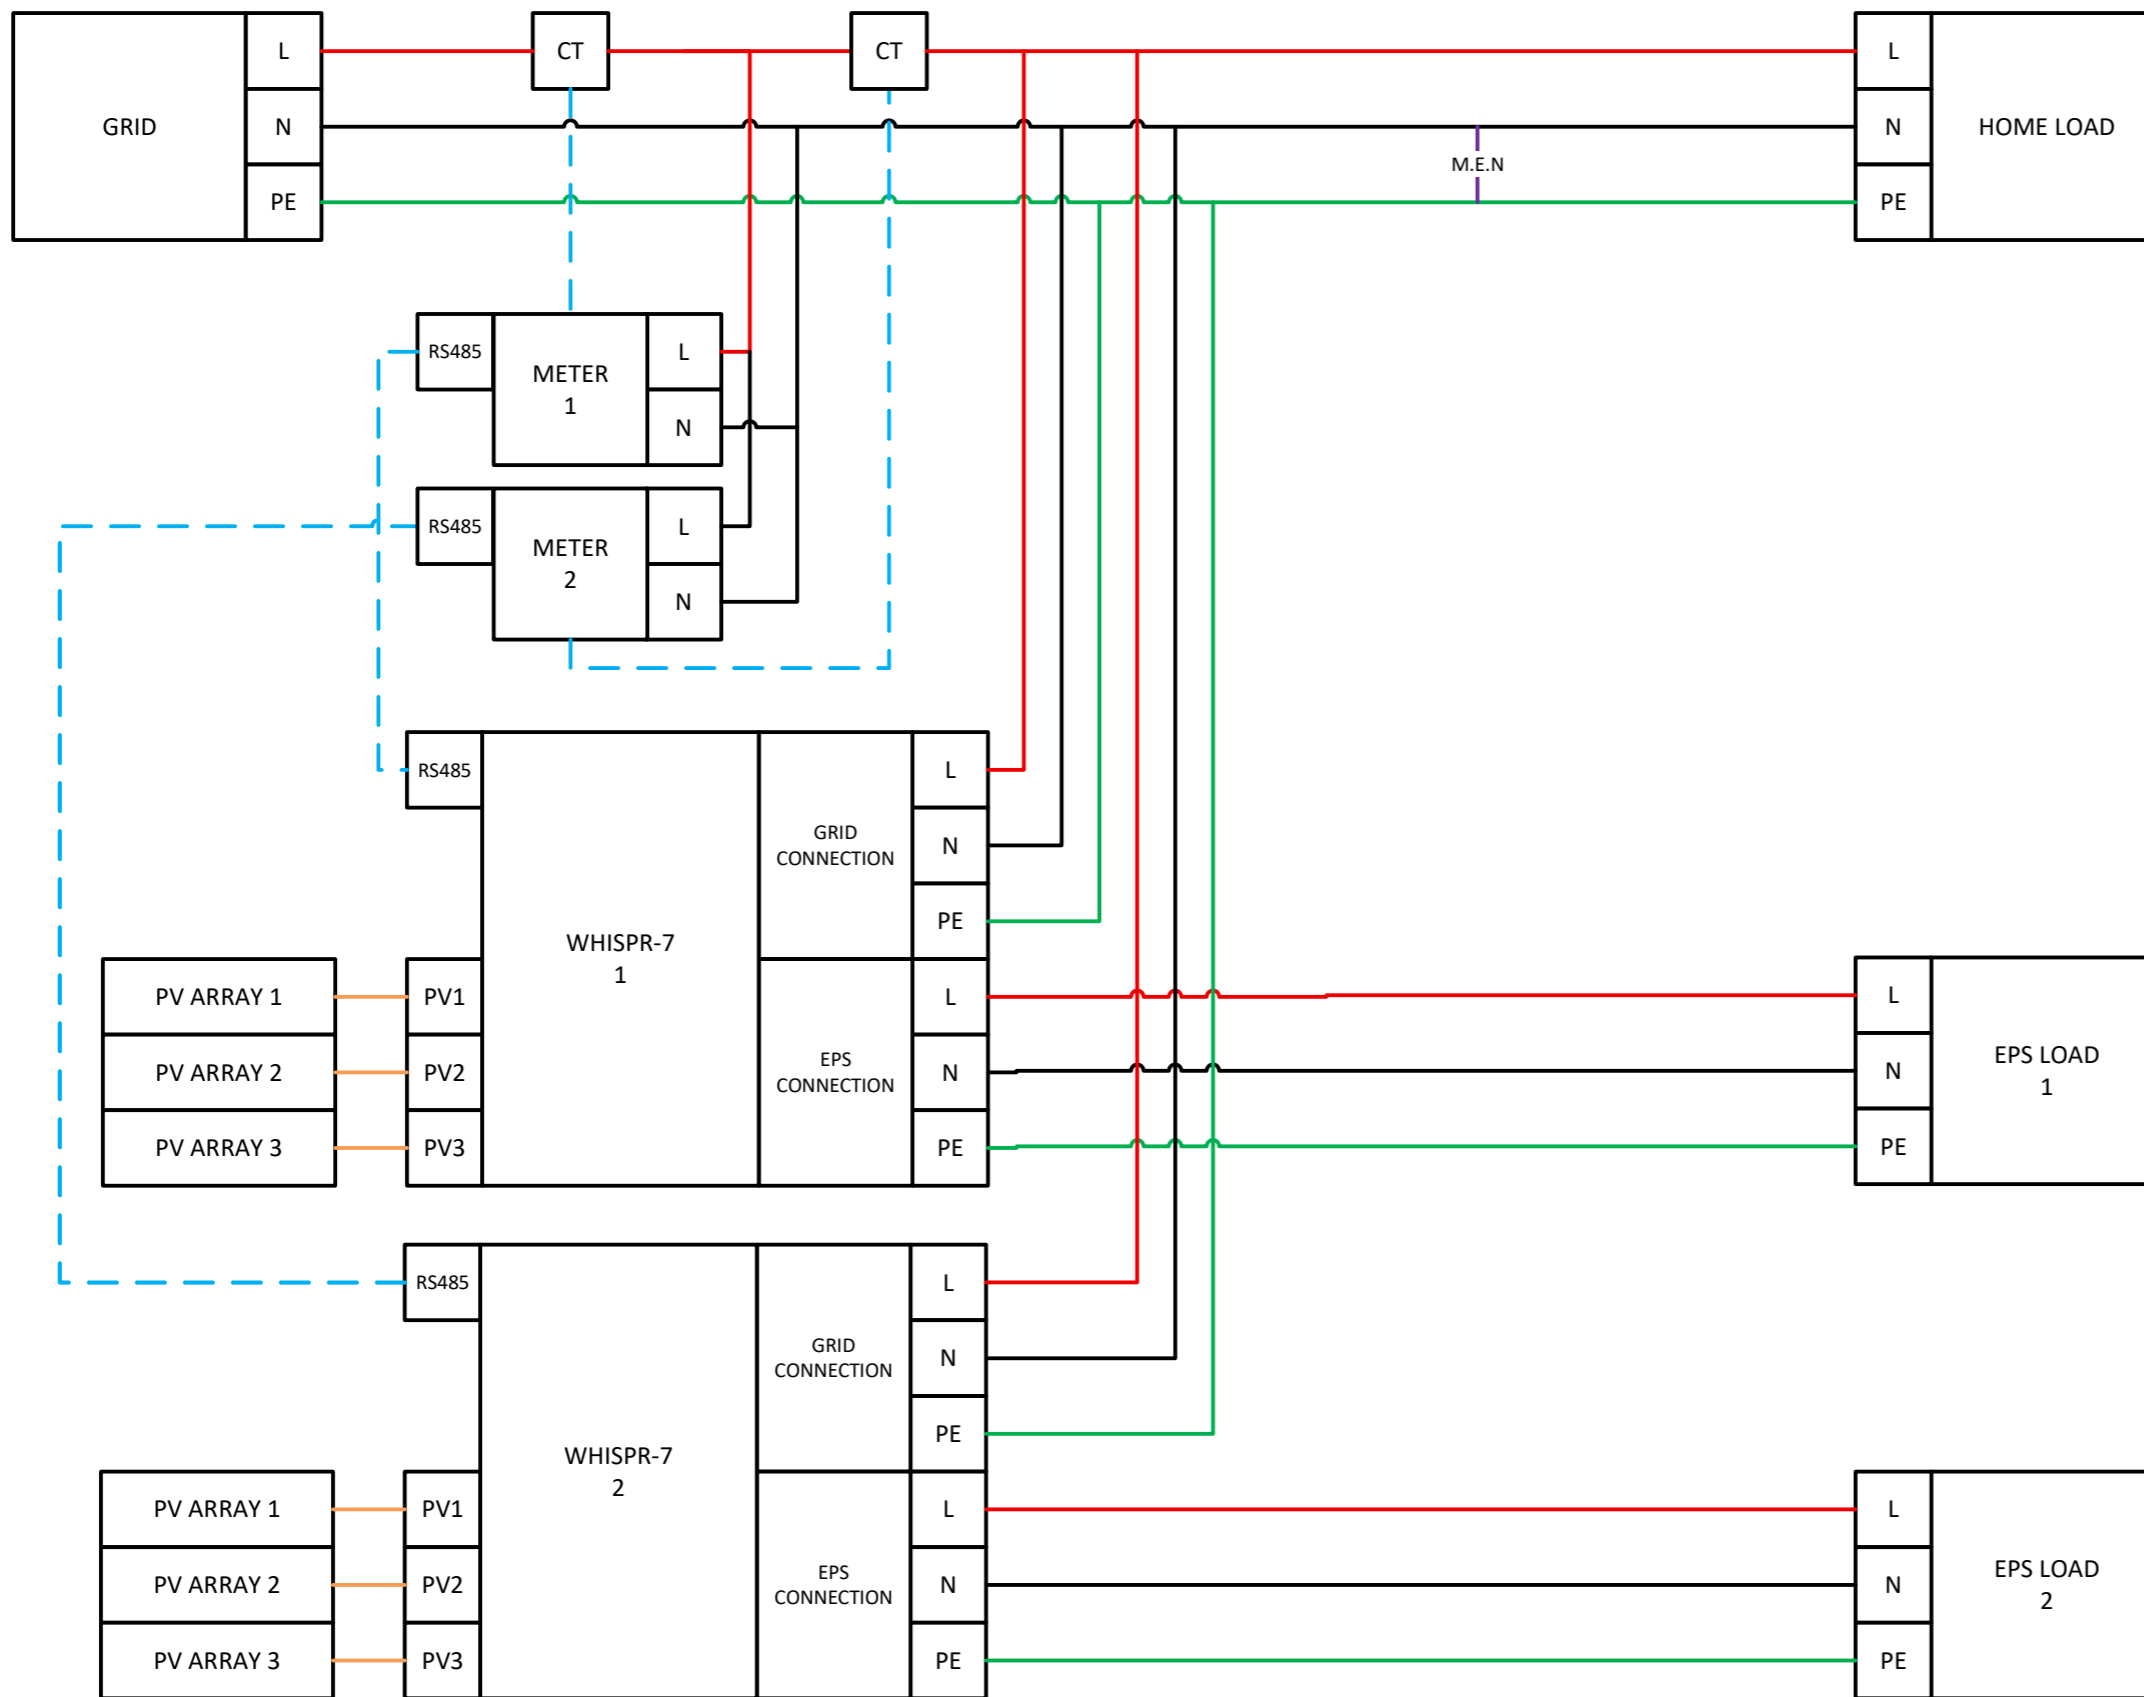 GRID
L
N
PE
CT
CT
L
N
PE
HOME LOAD
M.E.N
RS485
METER
1
L
N
RS485
METER
2
L
N
RS485
WHISPR-7
1
GRID
CONNECTION
L
N
PE
EPS
CONNECTION
L
N
PE
PV ARRAY 1
PV1
PV ARRAY 2
PV2
PV ARRAY 3
PV3
L
N
PE
EPS LOAD
1
RS485
WHISPR-7
2
GRID
CONNECTION
L
N
PE
EPS
CONNECTION
L
N
PE
PV ARRAY 1
PV1
PV ARRAY 2
PV2
PV ARRAY 3
PV3
L
N
PE
EPS LOAD
2